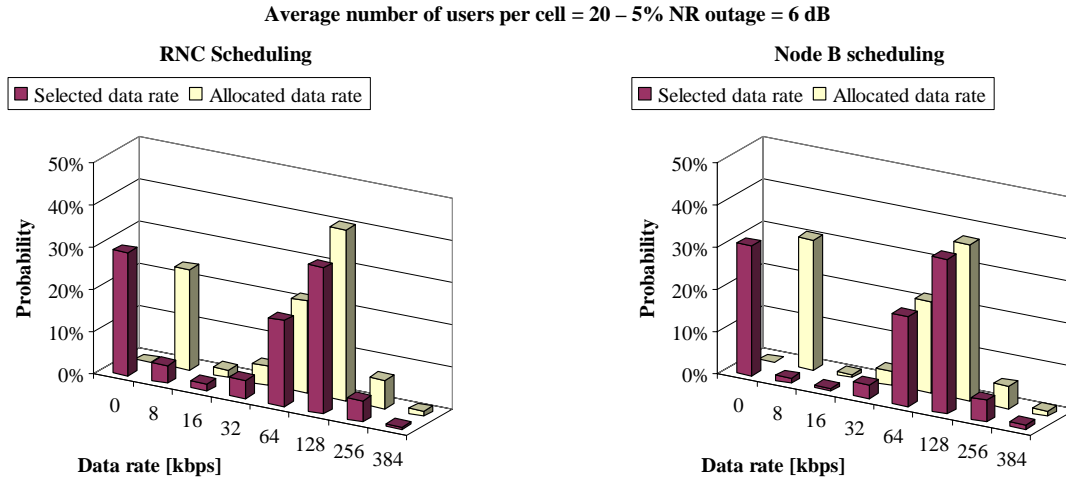 Average number of users per cell = 20 – 5% NR outage = 6 dB
RNC Scheduling
Selected data rate Allocated data rate
50%
40%
30%
20%
10%
0%
Probability
0 8 16 32 64 128 256 384
Data rate [kbps]
Node B scheduling
Selected data rate Allocated data rate
50%
40%
30%
20%
10%
0%
Probability
0 8 16 32 64 128 256 384
Data rate [kbps]